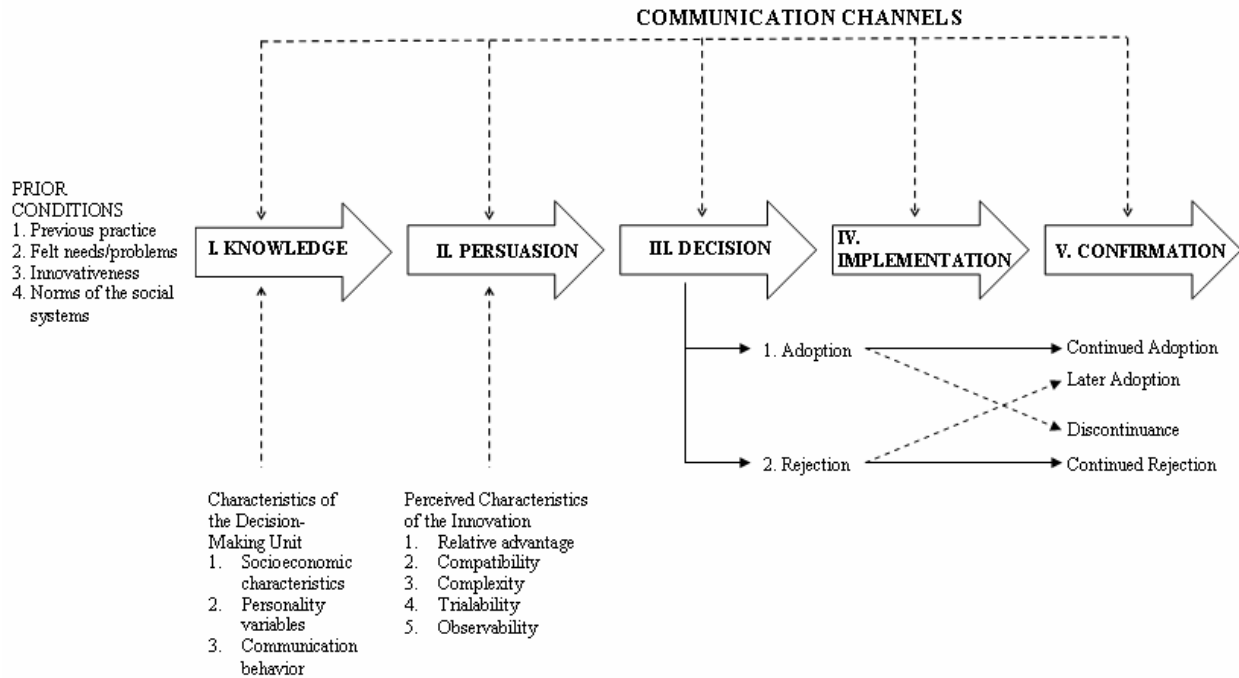 COMMUNICATION CHANNELS
PRIOR
CONDITIONS
1. Previous practice
2. Felt needs/problems
3. Innovativeness
4. Norms of the social
systems
I. KNOWLEDGE
II. PERSUASION
III. DECISION
IV.
IMPLEMENTATION
V. CONFIRMATION
1. Adoption
2. Rejection
Continued Adoption
Later Adoption
Discontinuance
Continued Rejection
Characteristics of
the Decision-
Making Unit
1. Socioeconomic
characteristics
2. Personality
variables
3. Communication
behavior
Perceived Characteristics
of the Innovation
1. Relative advantage
2. Compatibility
3. Complexity
4. Trialability
5. Observability